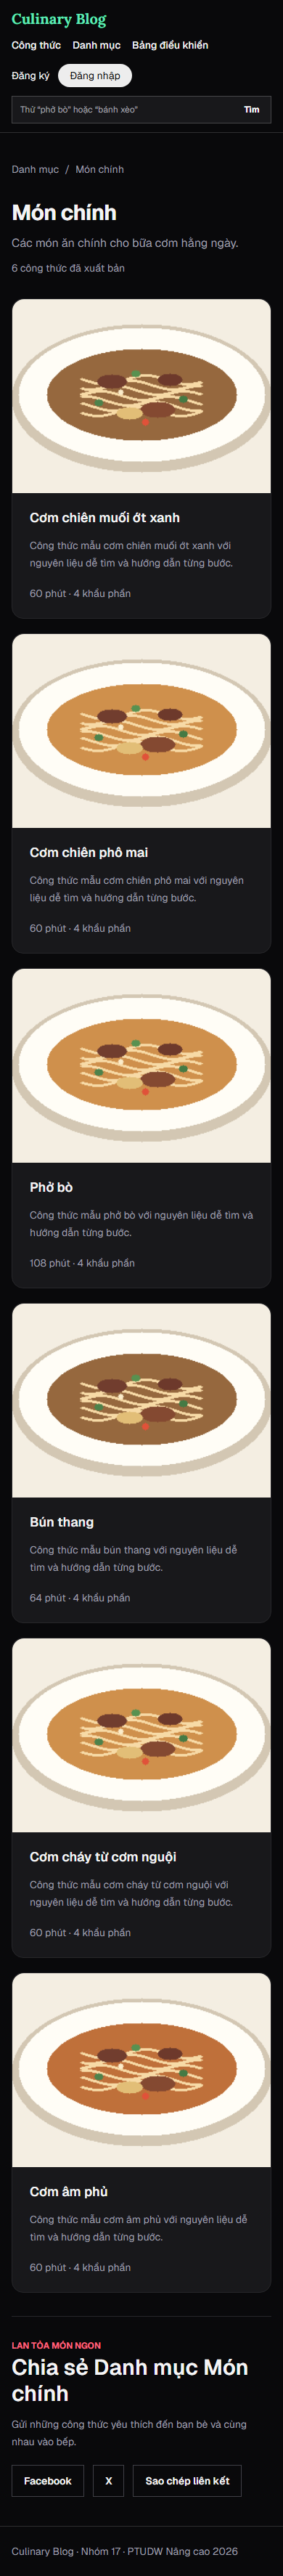 Culinary Blog
Công thức Danh mục Bảng điều khiển
Đăng ký Đăng nhập
Thử “phở bò” hoặc “bánh xèo” Tìm
Danh mục / Món chính
Món chính
Các món ăn chính cho bữa cơm hằng ngày.
6 công thức đã xuất bản
Cơm chiên muối ớt xanh
Công thức mẫu cơm chiên muối ớt xanh với
nguyên liệu dễ tìm và hướng dẫn từng bước.
60 phút · 4 khẩu phần
Cơm chiên phô mai
Công thức mẫu cơm chiên phô mai với nguyên
liệu dễ tìm và hướng dẫn từng bước.
60 phút · 4 khẩu phần
Phở bò
Công thức mẫu phở bò với nguyên liệu dễ tìm và
hướng dẫn từng bước.
108 phút · 4 khẩu phần
Bún thang
Công thức mẫu bún thang với nguyên liệu dễ
tìm và hướng dẫn từng bước.
64 phút · 4 khẩu phần
Cơm cháy từ cơm nguội
Công thức mẫu cơm cháy từ cơm nguội với
nguyên liệu dễ tìm và hướng dẫn từng bước.
60 phút · 4 khẩu phần
Cơm âm phủ
Công thức mẫu cơm âm phủ với nguyên liệu dễ
tìm và hướng dẫn từng bước.
60 phút · 4 khẩu phần
LAN TỎA MÓN NGON
Chia sẻ Danh mục Món
chính
Gửi những công thức yêu thích đến bạn bè và cùng
nhau vào bếp.
Facebook X Sao chép liên kết
Culinary Blog · Nhóm 17 · PTUDW Nâng cao 2026